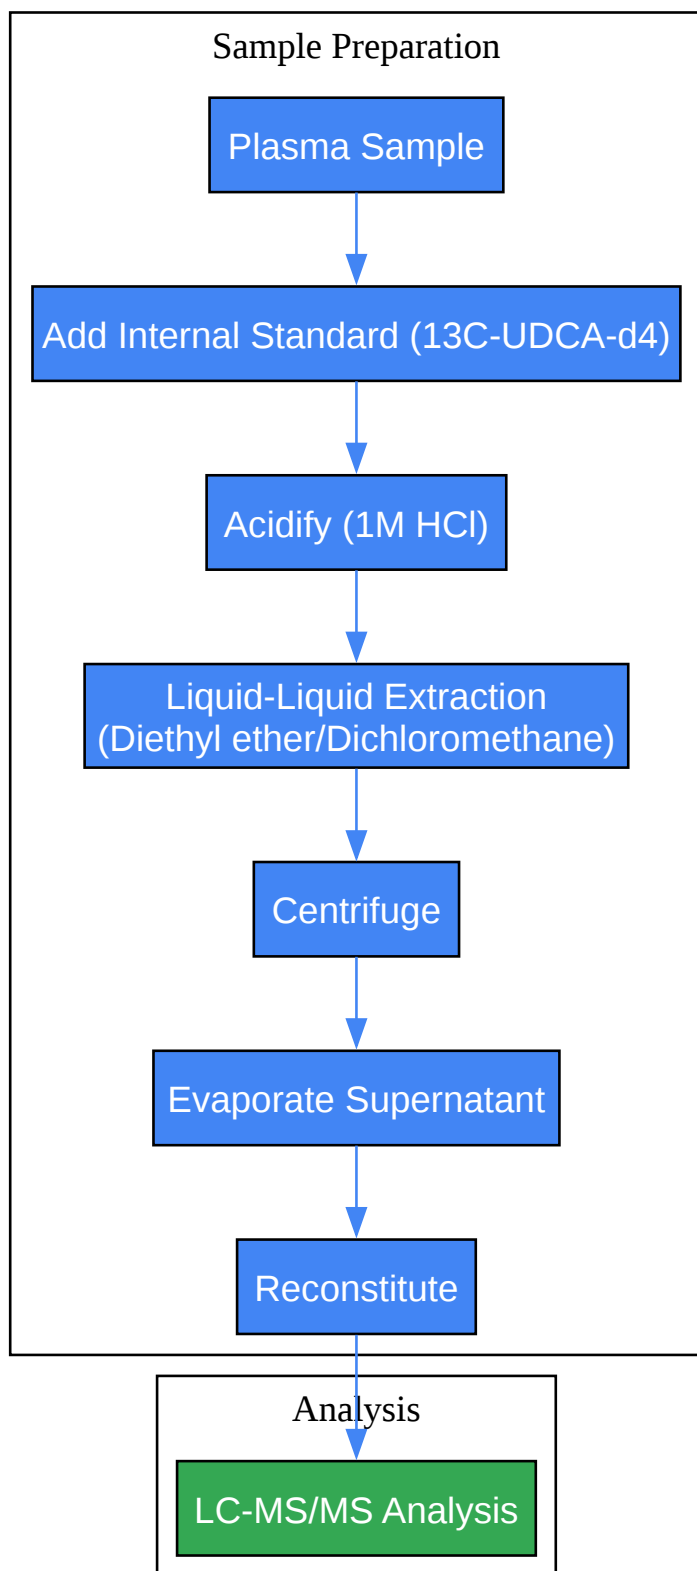 Sample Preparation
Plasma Sample
Add Internal Standard (13C-UDCA-d4)
Acidify (1M HCl)
Liquid-Liquid Extraction
(Diethyl ether/Dichloromethane)
Centrifuge
Evaporate Supernatant
Reconstitute
Analysis
LC-MS/MS Analysis